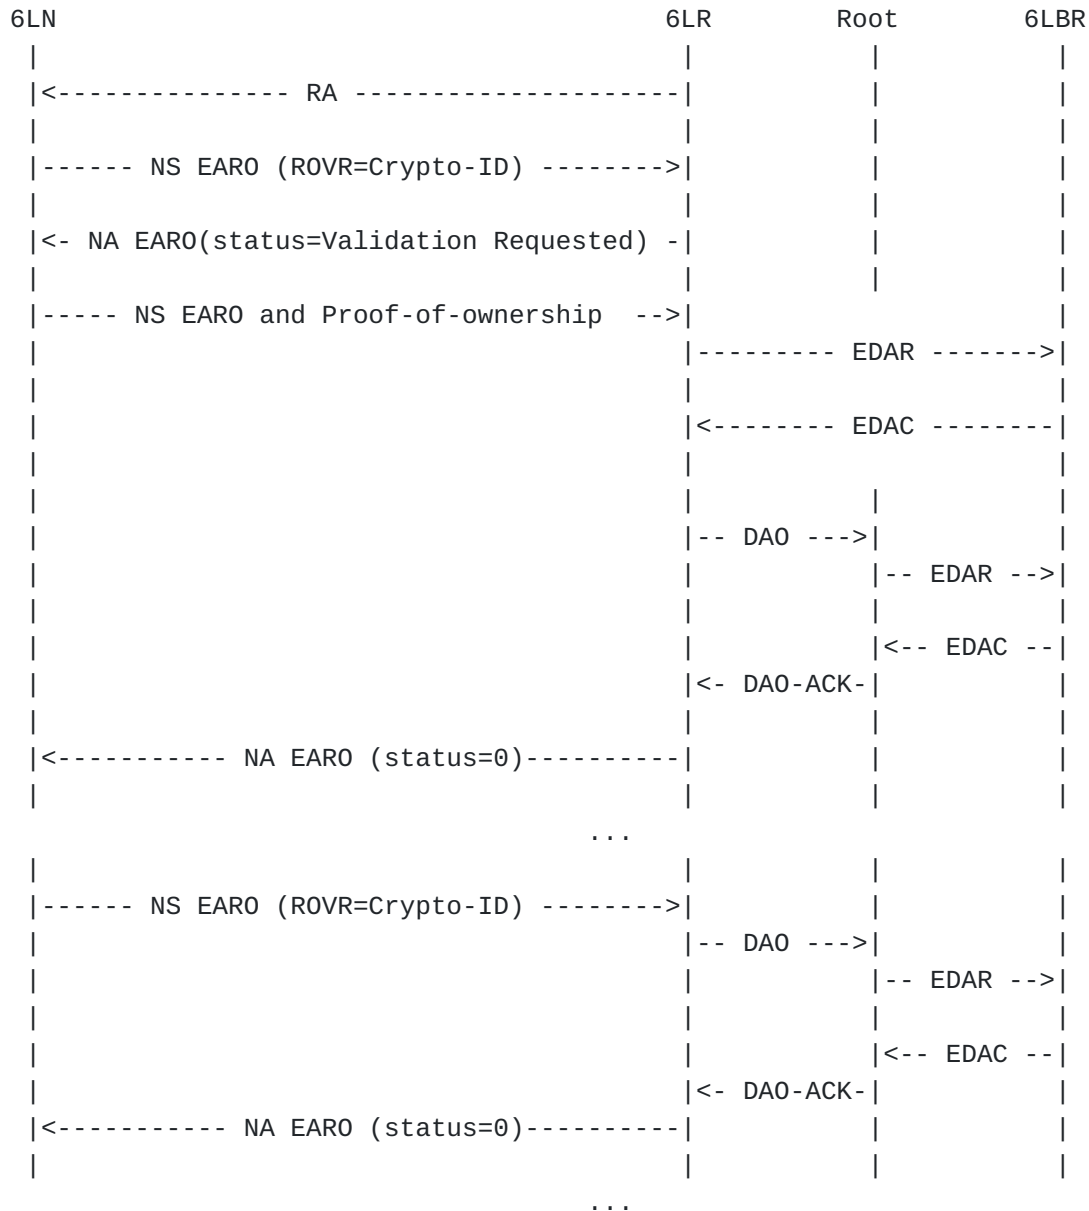 6LN                                       6LR        Root        6LBR
 |                                         |           |           |
 |<--------------- RA ---------------------|           |           |
 |                                         |           |           |
 |------ NS EARO (ROVR=Crypto-ID) -------->|           |           |
 |                                         |           |           |
 |<- NA EARO(status=Validation Requested) -|           |           |
 |                                         |           |           |
 |----- NS EARO and Proof-of-ownership  -->|                       |
 |                                         |--------- EDAR ------->|
 |                                         |                       |
 |                                         |<-------- EDAC --------|
 |                                         |                       |
 |                                         |           |           |
 |                                         |-- DAO --->|           |
 |                                         |           |-- EDAR -->|
 |                                         |           |           |
 |                                         |           |<-- EDAC --|
 |                                         |<- DAO-ACK-|           |
 |                                         |           |           |
 |<----------- NA EARO (status=0)----------|           |           |
 |                                         |           |           |
                                     ...
 |                                         |           |           |
 |------ NS EARO (ROVR=Crypto-ID) -------->|           |           |
 |                                         |-- DAO --->|           |
 |                                         |           |-- EDAR -->|
 |                                         |           |           |
 |                                         |           |<-- EDAC --|
 |                                         |<- DAO-ACK-|           |
 |<----------- NA EARO (status=0)----------|           |           |
 |                                         |           |           |
                                     ...